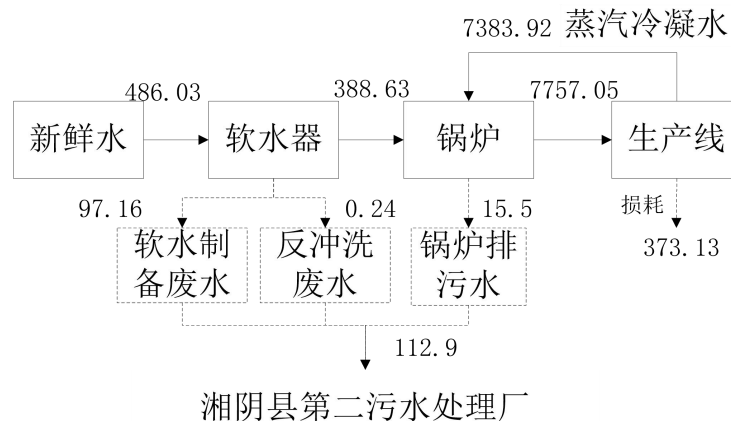 7383.92 蒸汽冷凝水
486.03
388.63
7757.05
新鲜水
软水器
锅炉
生产线
97.16
0.24
15.5
损耗
373.13
软水制
备废水
反冲洗
废水
锅炉排
污水
112.9
湘阴县第二污水处理厂